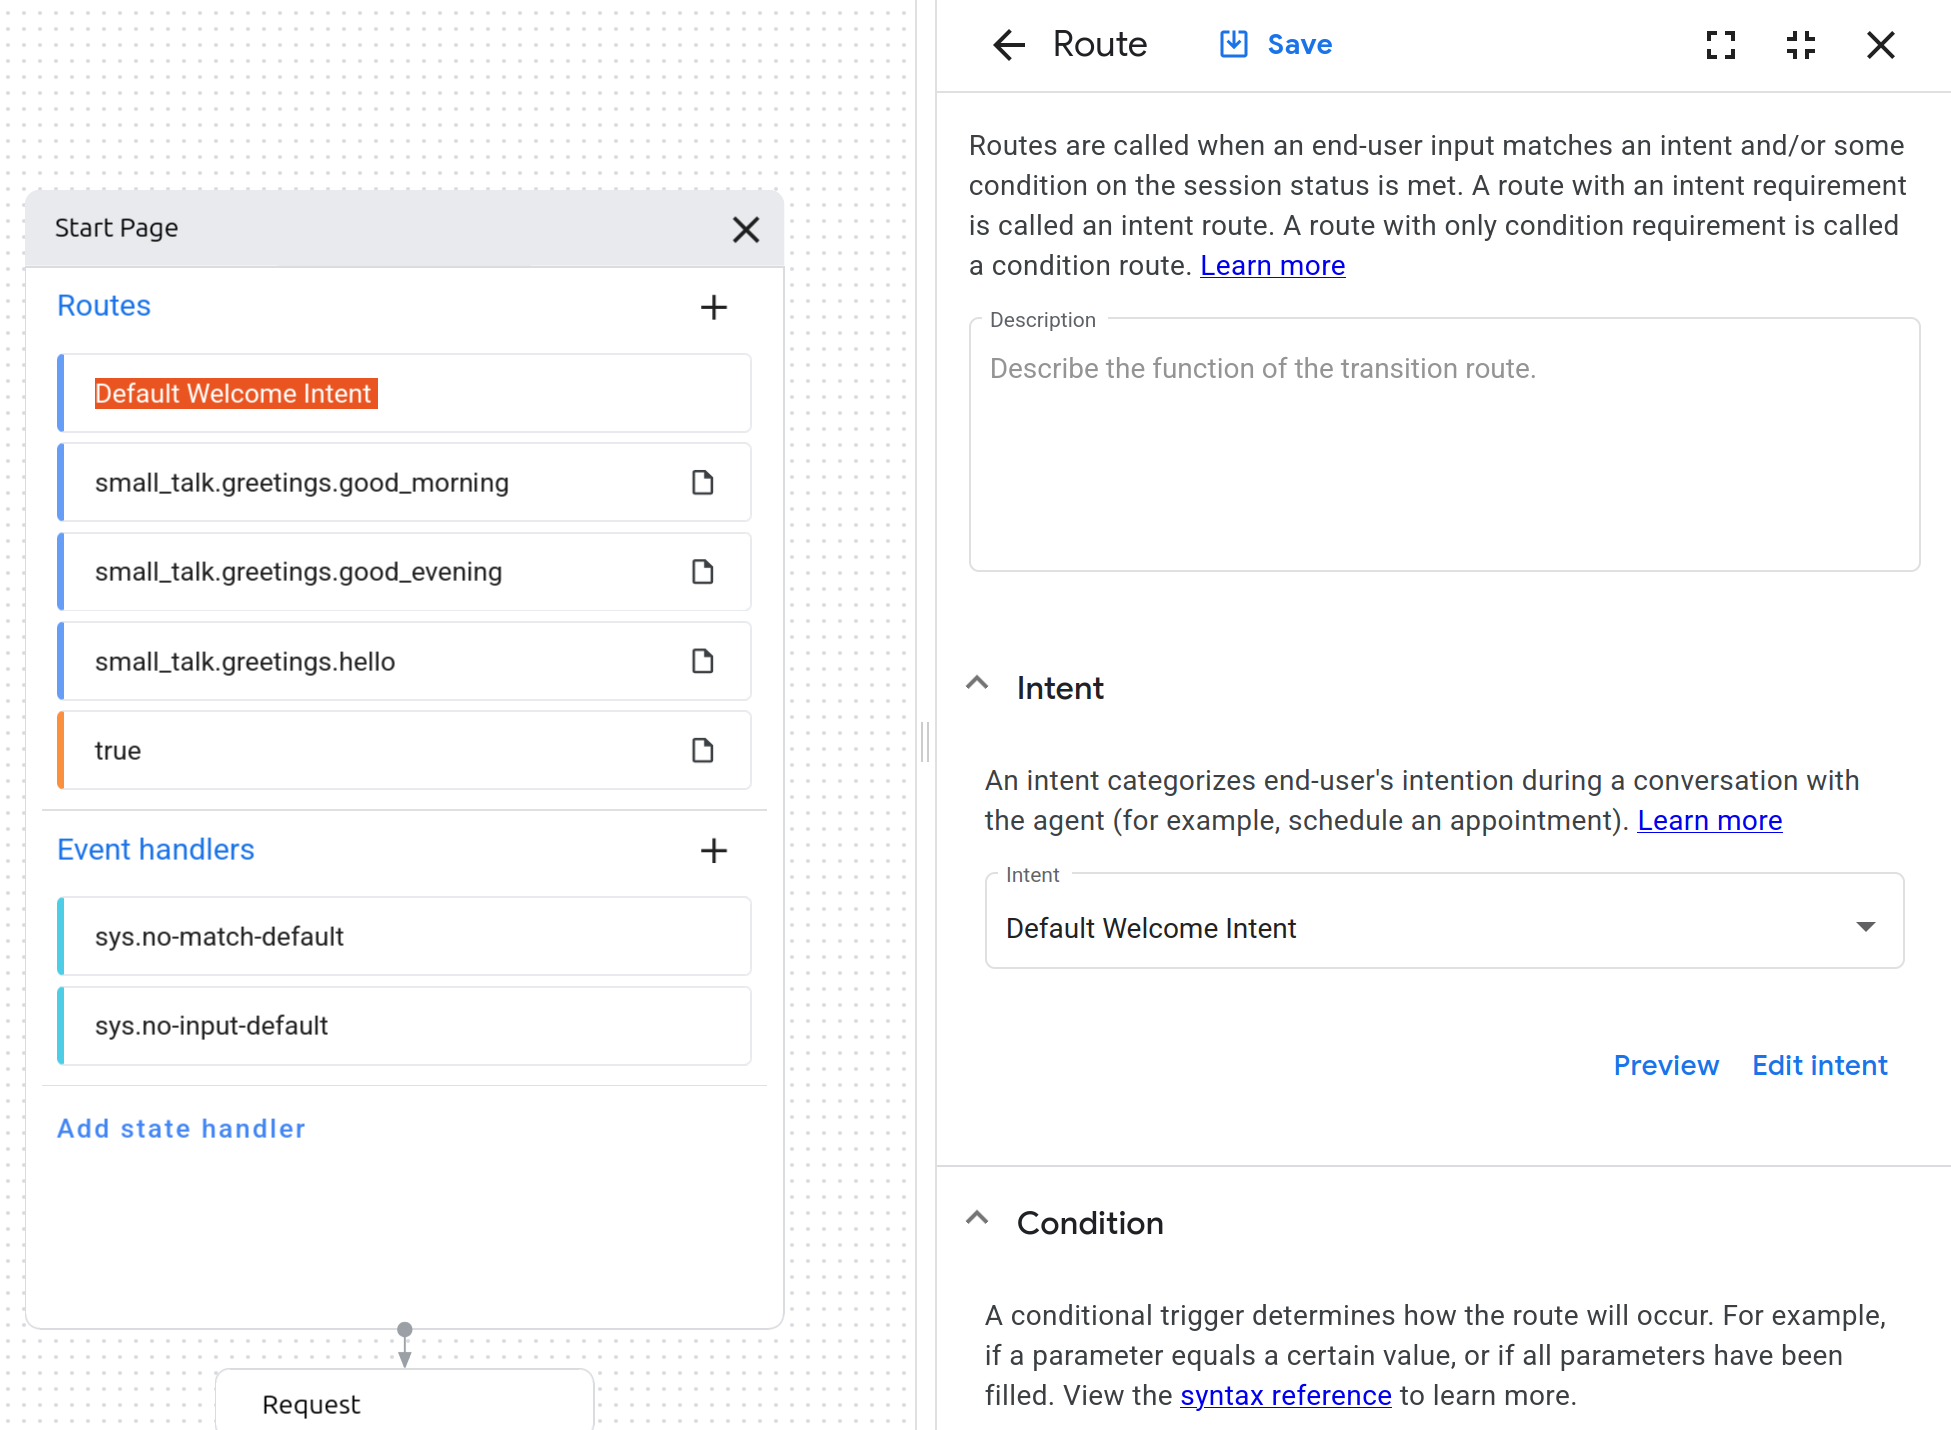 Start Page
Routes
Default Welcome Intent
small_talk.greetings.good_morning
small_talk.greetings.good_evening
small_talk.greetings.hello
true
Event handlers
sys.no-match-default
sys.no-input-default
Add state handler
Request
Route
Save
Routes are called when an end-user input matches an intent and/or some
condition on the session status is met. A route with an intent requirement
is called an intent route. A route with only condition requirement is called
a condition route. Learn more
Description
Describe the function of the transition route.
Intent
An intent categorizes end-user's intention during a conversation with
the agent (for example, schedule an appointment). Learn more
Intent
Default Welcome Intent
Preview Edit intent
Condition
A conditional trigger determines how the route will occur. For example,
if a parameter equals a certain value, or if all parameters have been
filled. View the syntax reference to learn more.